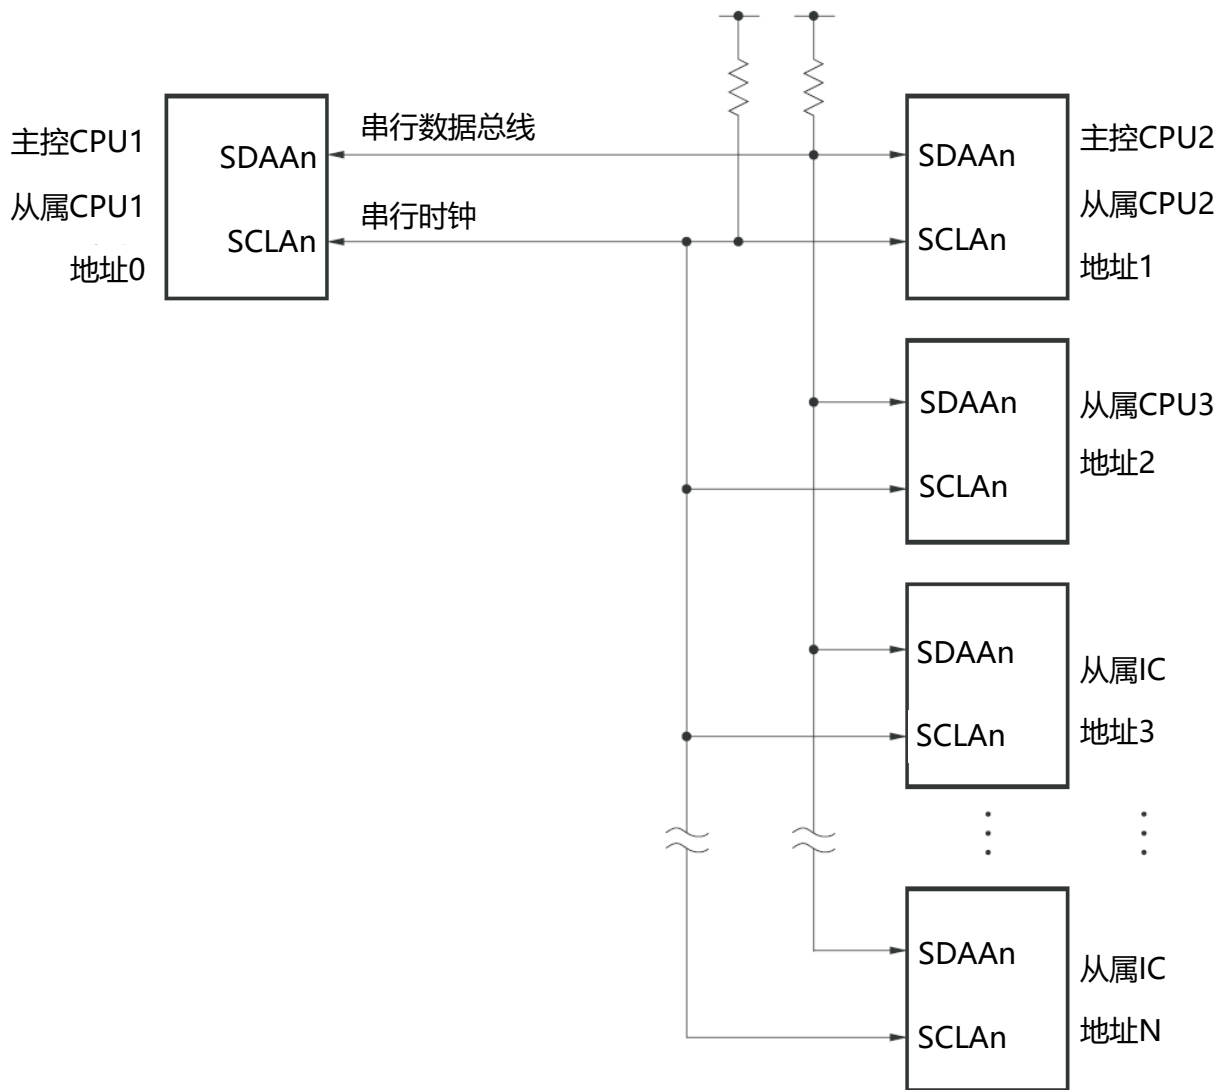 主控CPU1
从属CPU1
地址0
SDAAn
SCLAn
串行数据总线
串行时钟
SDAAn
SCLAn
主控CPU2
从属CPU2
地址1
SDAAn
SCLAn
从属CPU3
地址2
SDAAn
SCLAn
从属IC
地址3
SDAAn
SCLAn
从属IC
地址N